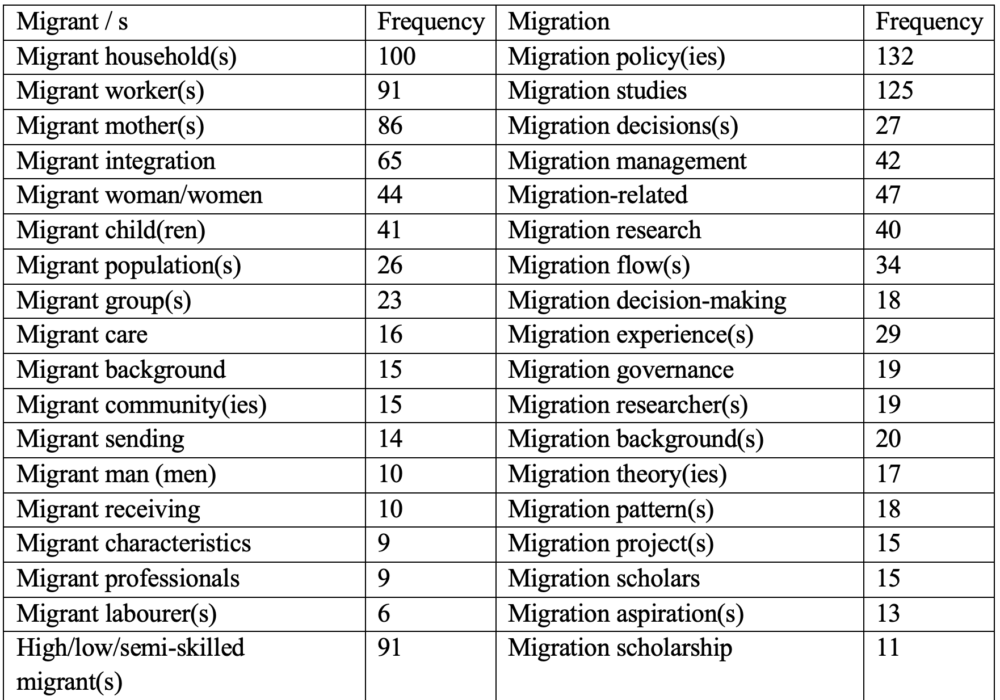 Migrant / s Frequency Migration Frequency
Migrant household(s) 100 Migration policy(ies) 132
Migrant worker(s) 91 Migration studies 125
Migrant mother(s) 86 Migration decisions(s) 27
Migrant integration 65 Migration management 42
Migrant woman/women 44 Migration-related 47
Migrant child(ren) 41 Migration research 40
Migrant population(s) 26 Migration flow(s) 34
Migrant group(s) 23 Migration decision-making 18
Migrant care 16 Migration experience(s) 29
Migrant background 15 Migration governance 19
Migrant community(ies) 15 Migration researcher(s) 19
Migrant sending 14 Migration background(s) 20
Migrant man (men) 10 Migration theory(ies) 17
Migrant receiving 10 Migration pattern(s) 18
Migrant characteristics 9 Migration project(s) 15
Migrant professionals 9 Migration scholars 15
Migrant labourer(s) 6 Migration aspiration(s) 13
High/low/semi-skilled 91 Migration scholarship 11
migrant(s)